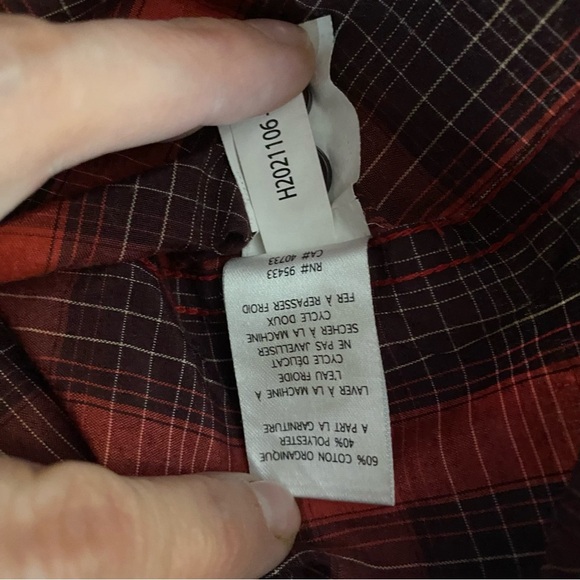 60% COTON ORGANIQUE
40% POLYESTER
A PART LA GARNITURE
LAVER À LA MACHINE À
L'EAU FROIDE
CYCLE DÉLICAT
NE PAS JAVELLISER
SECHER À LA MACHINE
CYCLE DOUX
FER À REPASSER FROID
RN# 95433
CA# 40733
H2021106